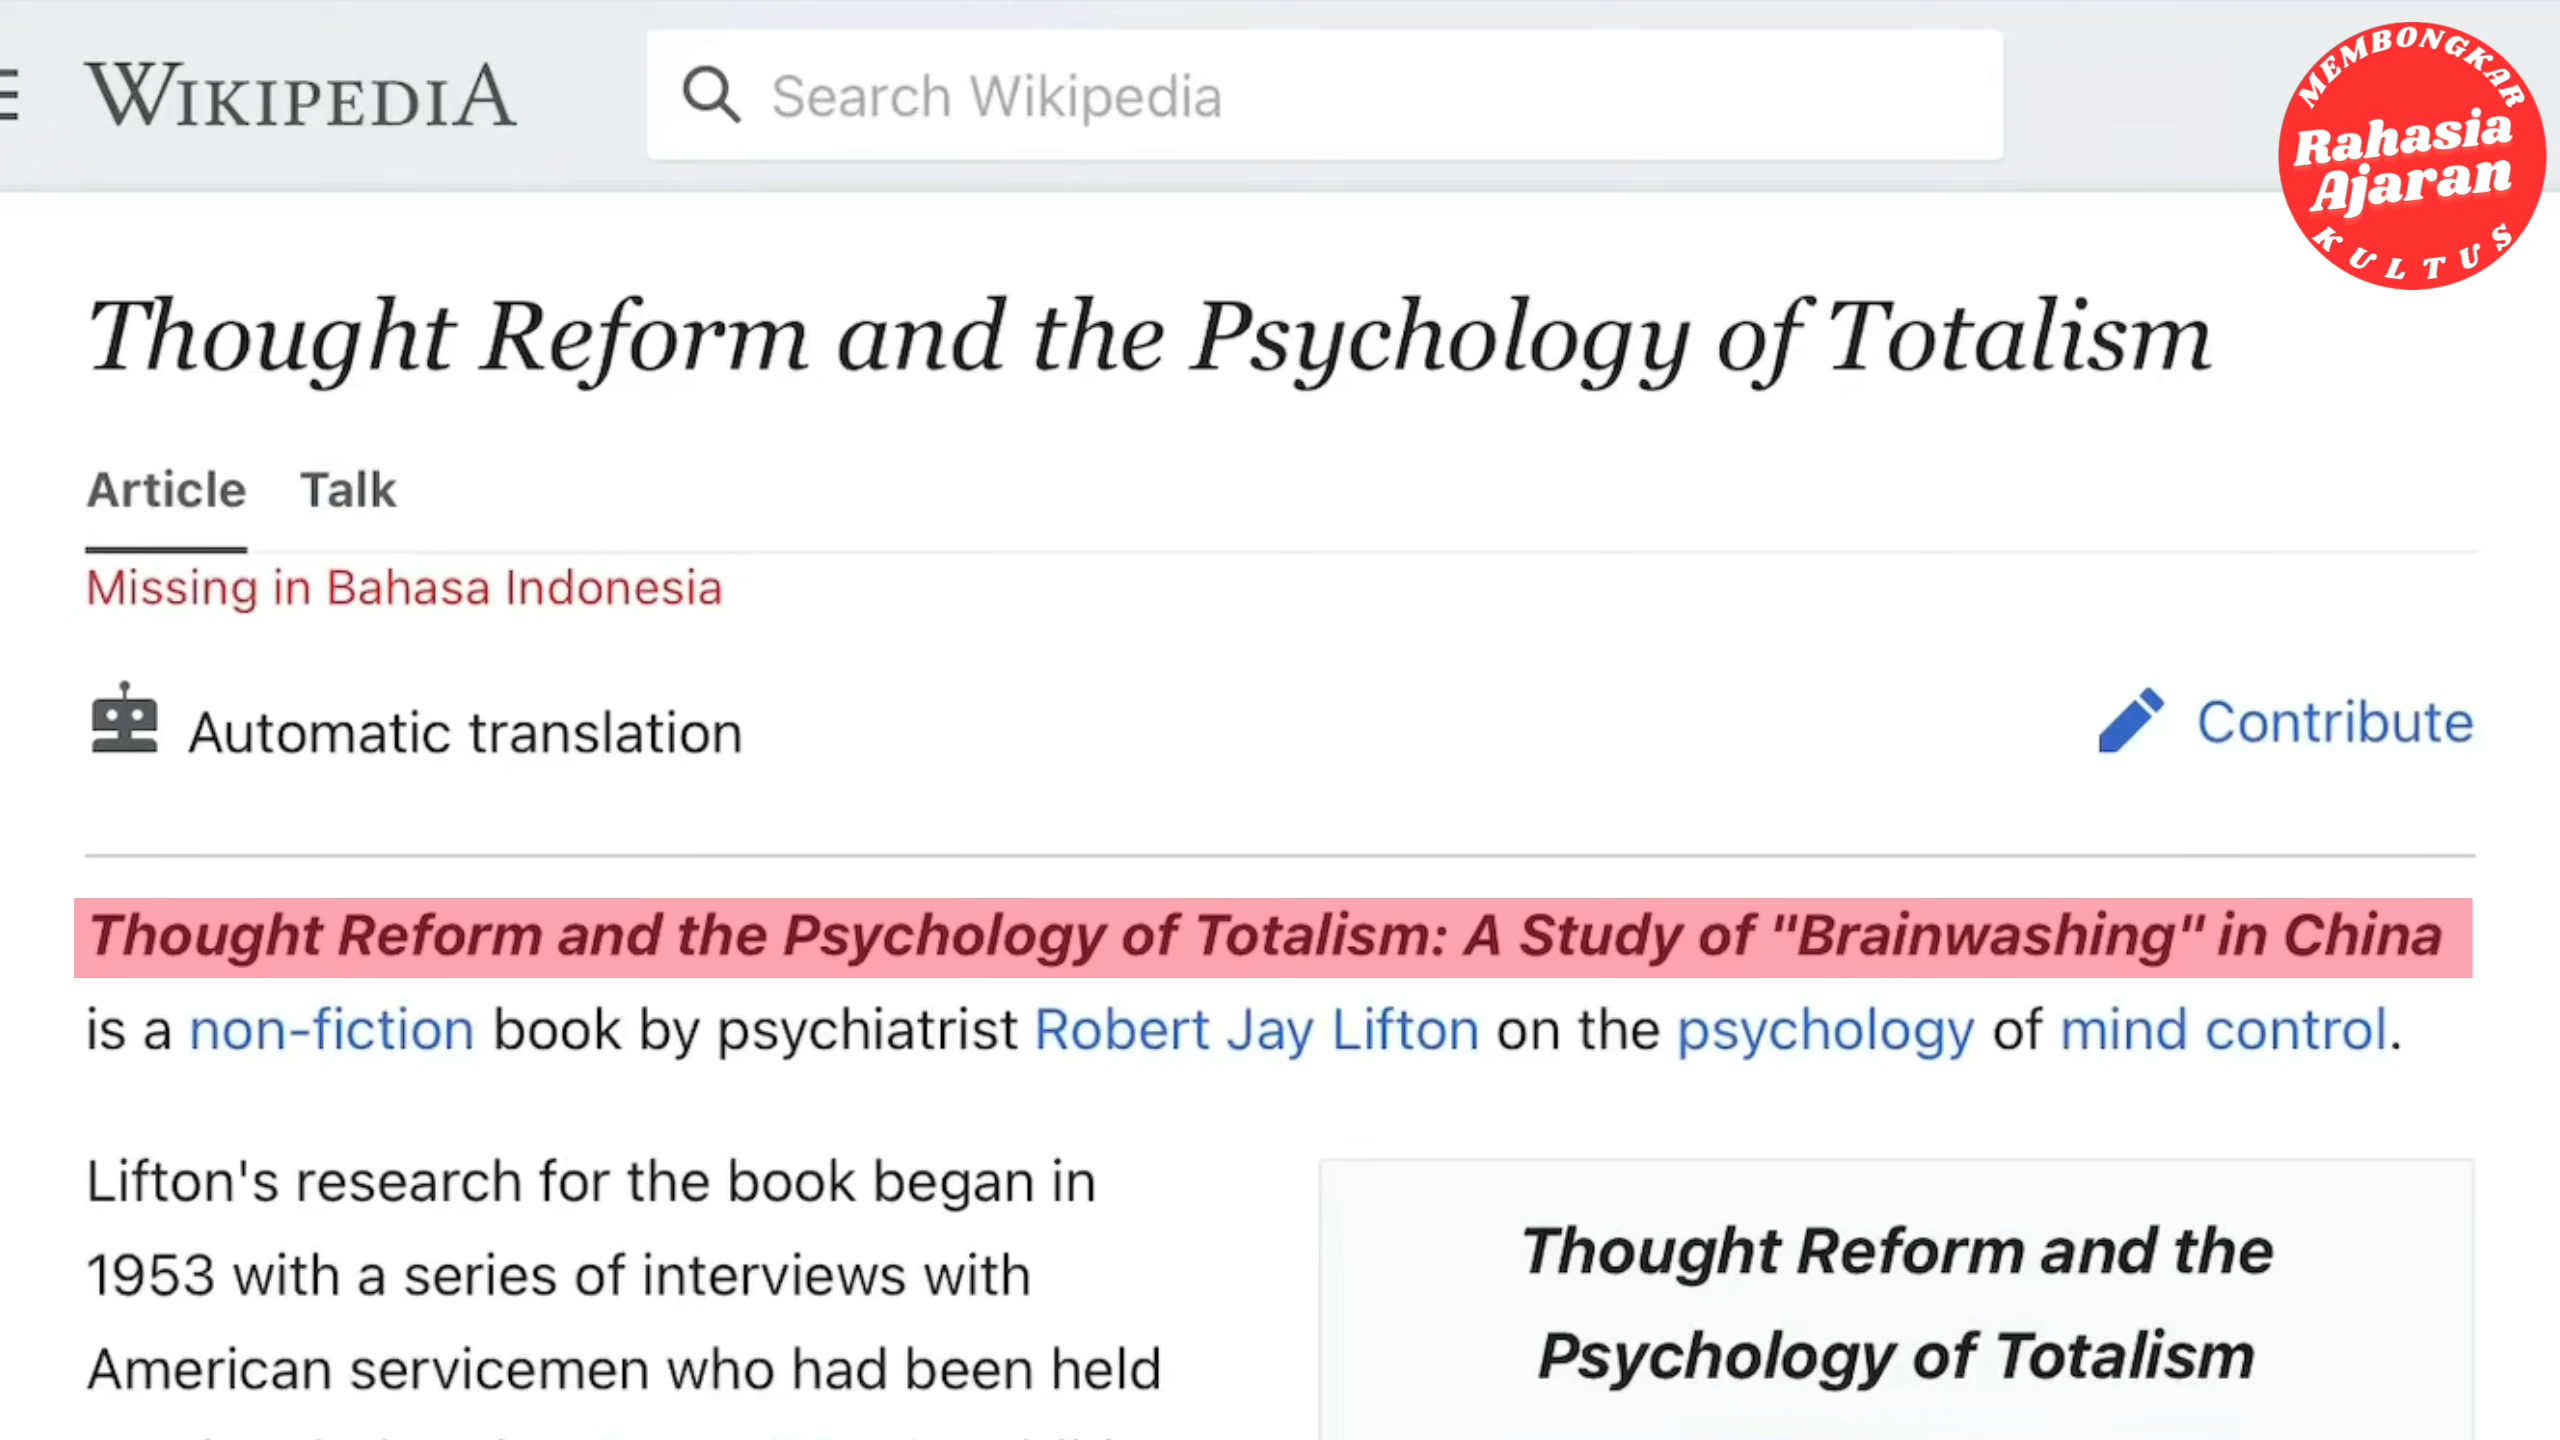 WIKIPEDIA
Search Wikipedia
MEMBONGKAR
Rahasia
Ajaran
KULTUS
Thought Reform and the Psychology of Totalism
Article Talk
Missing in Bahasa Indonesia
Automatic translation
Contribute
Thought Reform and the Psychology of Totalism: A Study of "Brainwashing" in China
is a non-fiction book by psychiatrist Robert Jay Lifton on the psychology of mind control.
Lifton's research for the book began in
1953 with a series of interviews with
American servicemen who had been held
Thought Reform and the
Psychology of Totalism